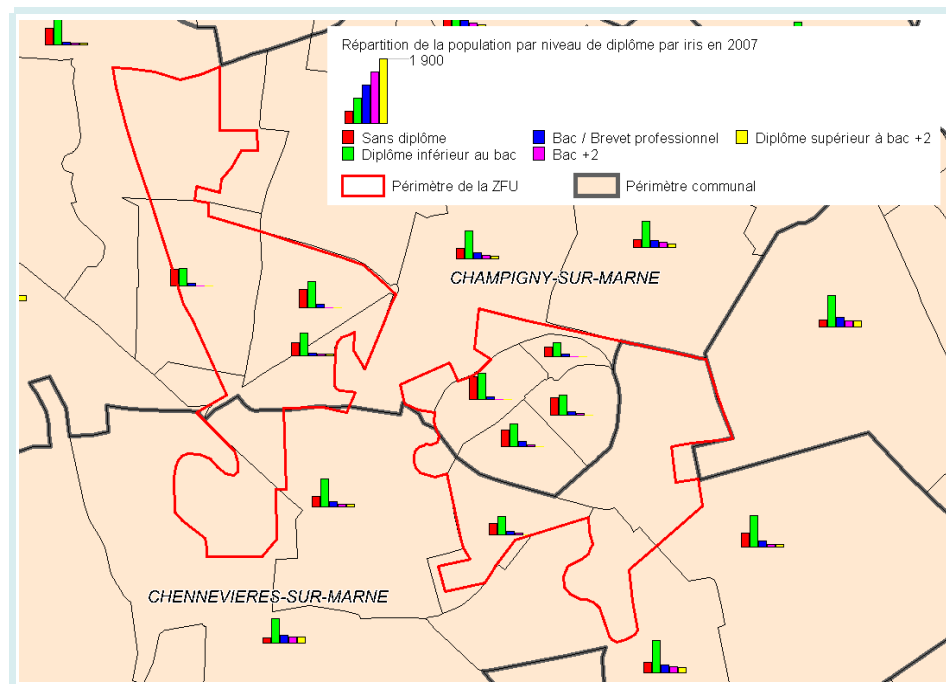 Répartition de la population par niveau de diplôme par iris en 2007
1 900
Sans diplôme
Bac / Brevet professionnel
Diplôme supérieur à bac +2
Diplôme inférieur au bac
Bac +2
Périmètre de la ZFU
Périmètre communal
CHAMPIGNY-SUR-MARNE
CHENNEVIERES-SUR-MARNE